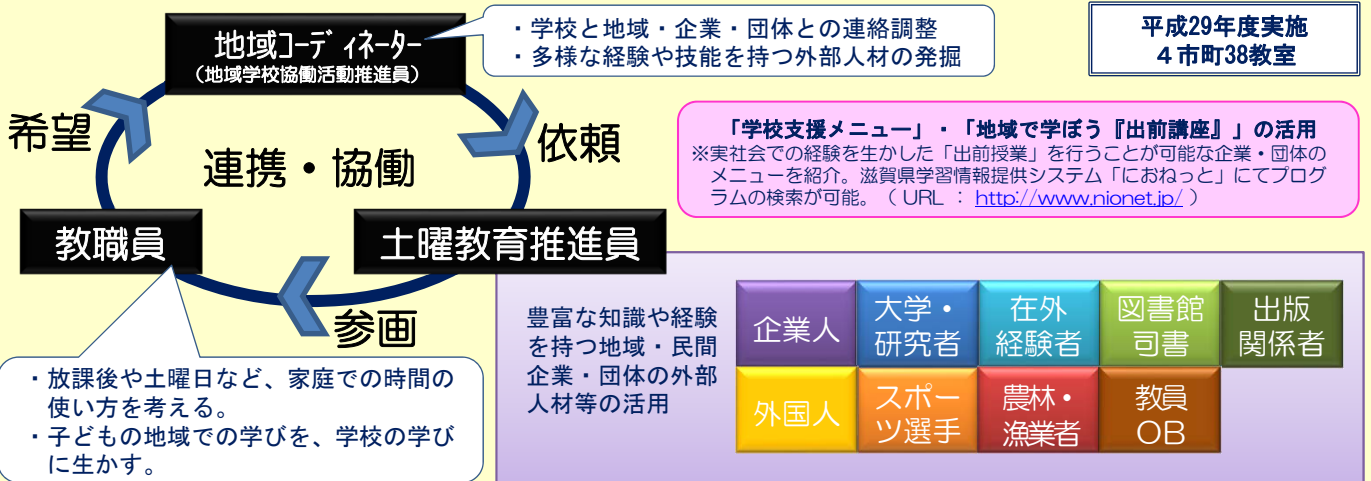 地域コーディネーター
（地域学校協働活動推進員）
・学校と地域・企業・団体との連絡調整
・多様な経験や技能を持つ外部人材の発掘
平成29年度実施
４市町38教室
希望
連携・協働
依頼
「学校支援メニュー」・「地域で学ぼう『出前講座』」の活用
※実社会での経験を生かした「出前授業」を行うことが可能な企業・団体の
メニューを紹介。滋賀県学習情報提供システム「におねっと」にてプログ
ラムの検索が可能。（ URL ： http://www.nionet.jp/ ）
教職員
土曜教育推進員
参画
・放課後や土曜日など、家庭での時間の
使い方を考える。
・子どもの地域での学びを、学校の学び
に生かす。
豊富な知識や経験
を持つ地域・民間
企業・団体の外部
人材等の活用
企業人
大学・
研究者
在外
経験者
図書館
司書
出版
関係者
外国人
スポー
ツ選手
農林・
漁業者
教員
OB